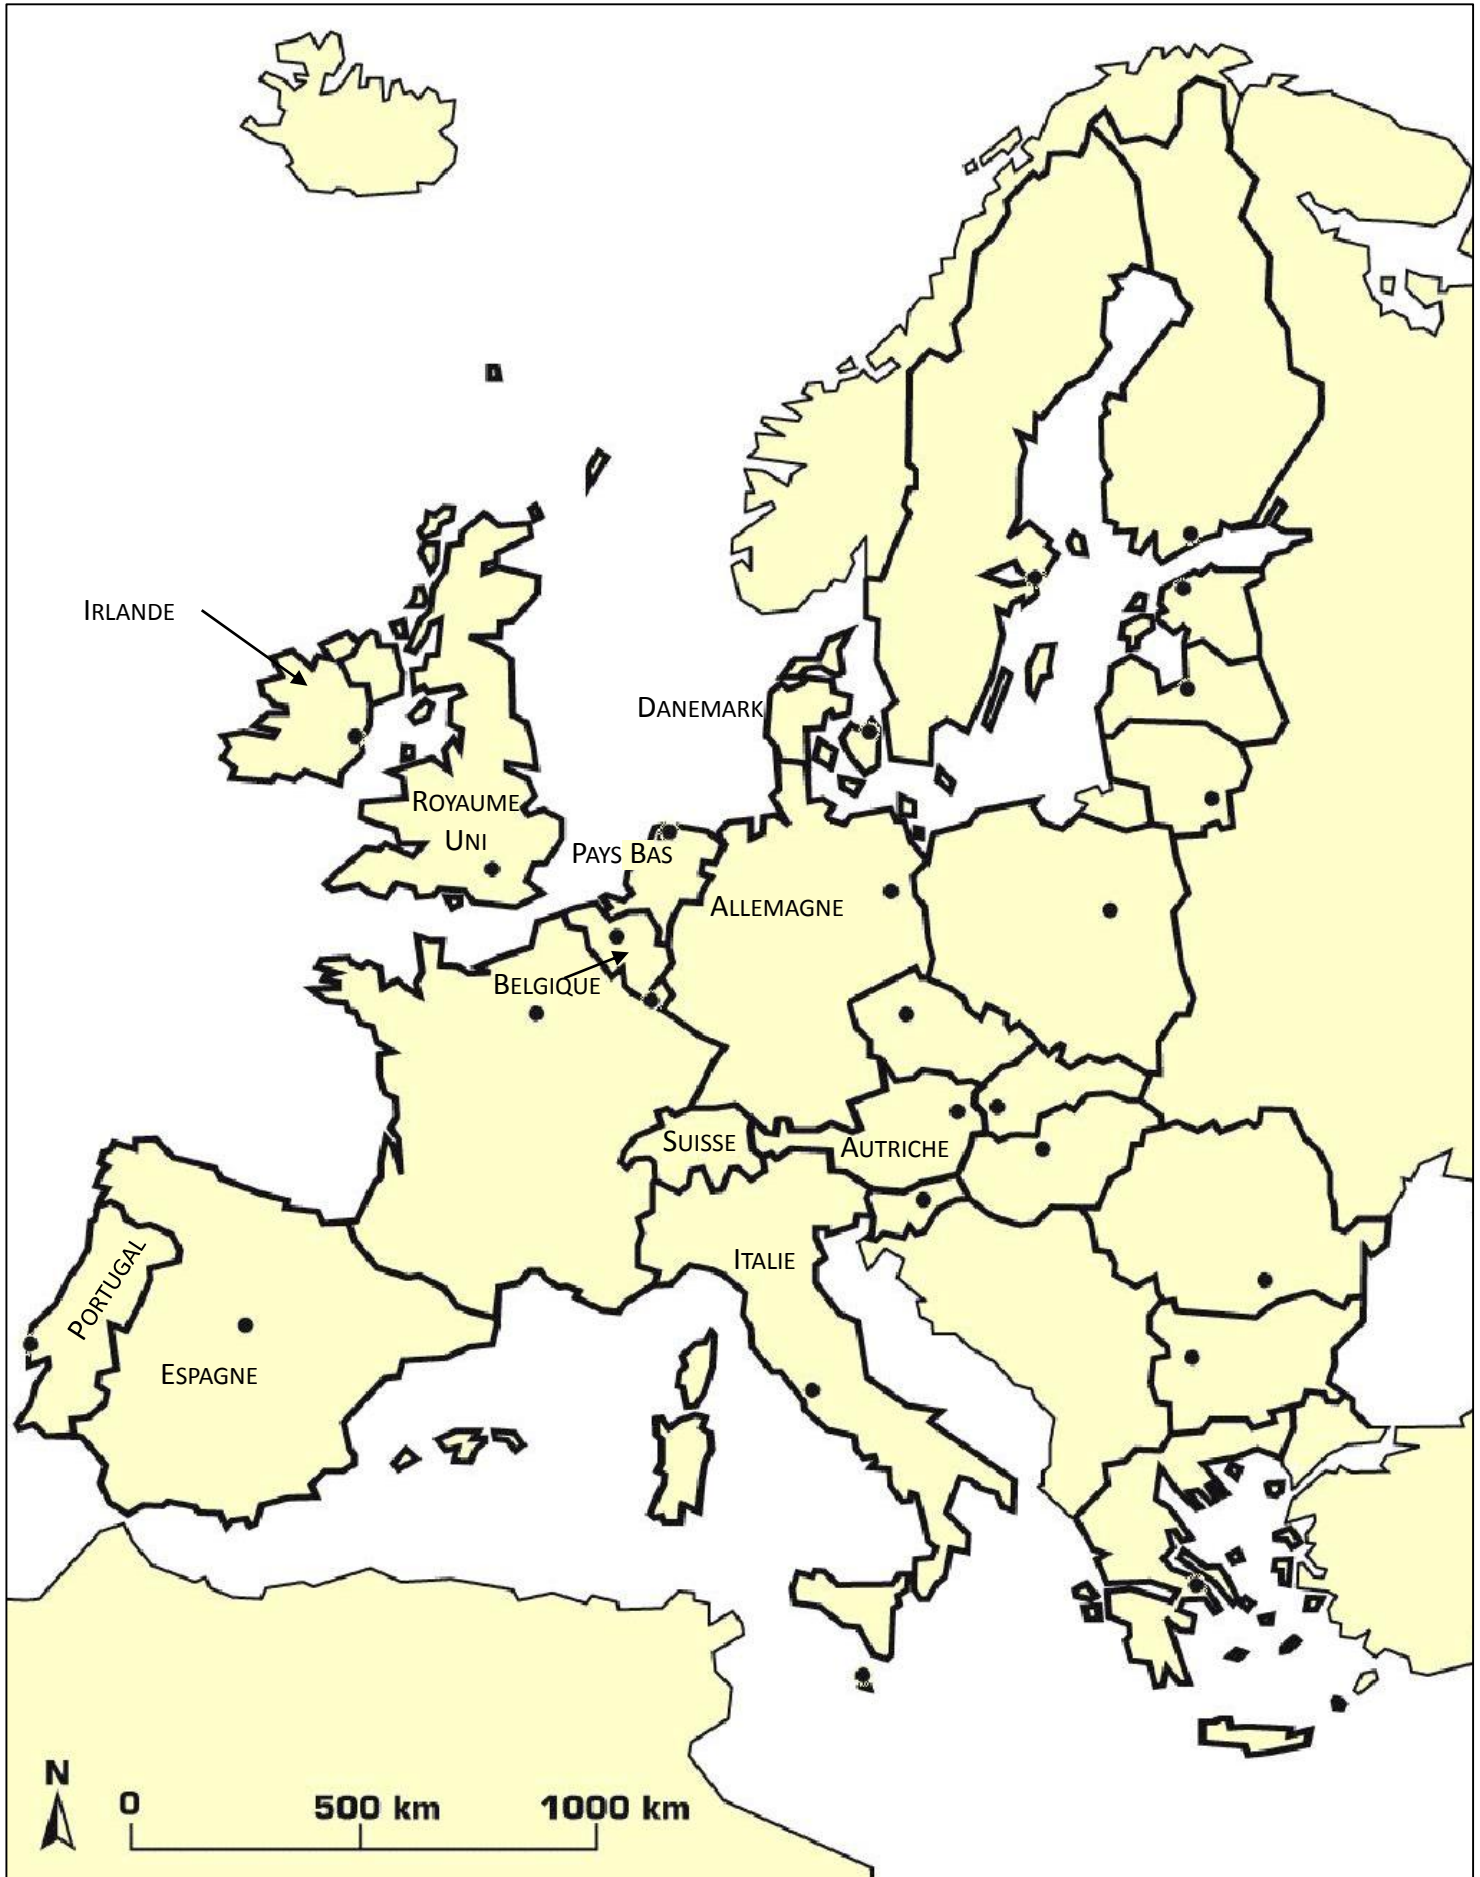 IRLANDE
DANEMARK
ROYAUME
UNI
PAYS BAS
ALLEMAGNE
BELGIQUE
SUISSE
AUTRICHE
PORTUGAL
ITALIE
ESPAGNE
N
0 500 km 1000 km